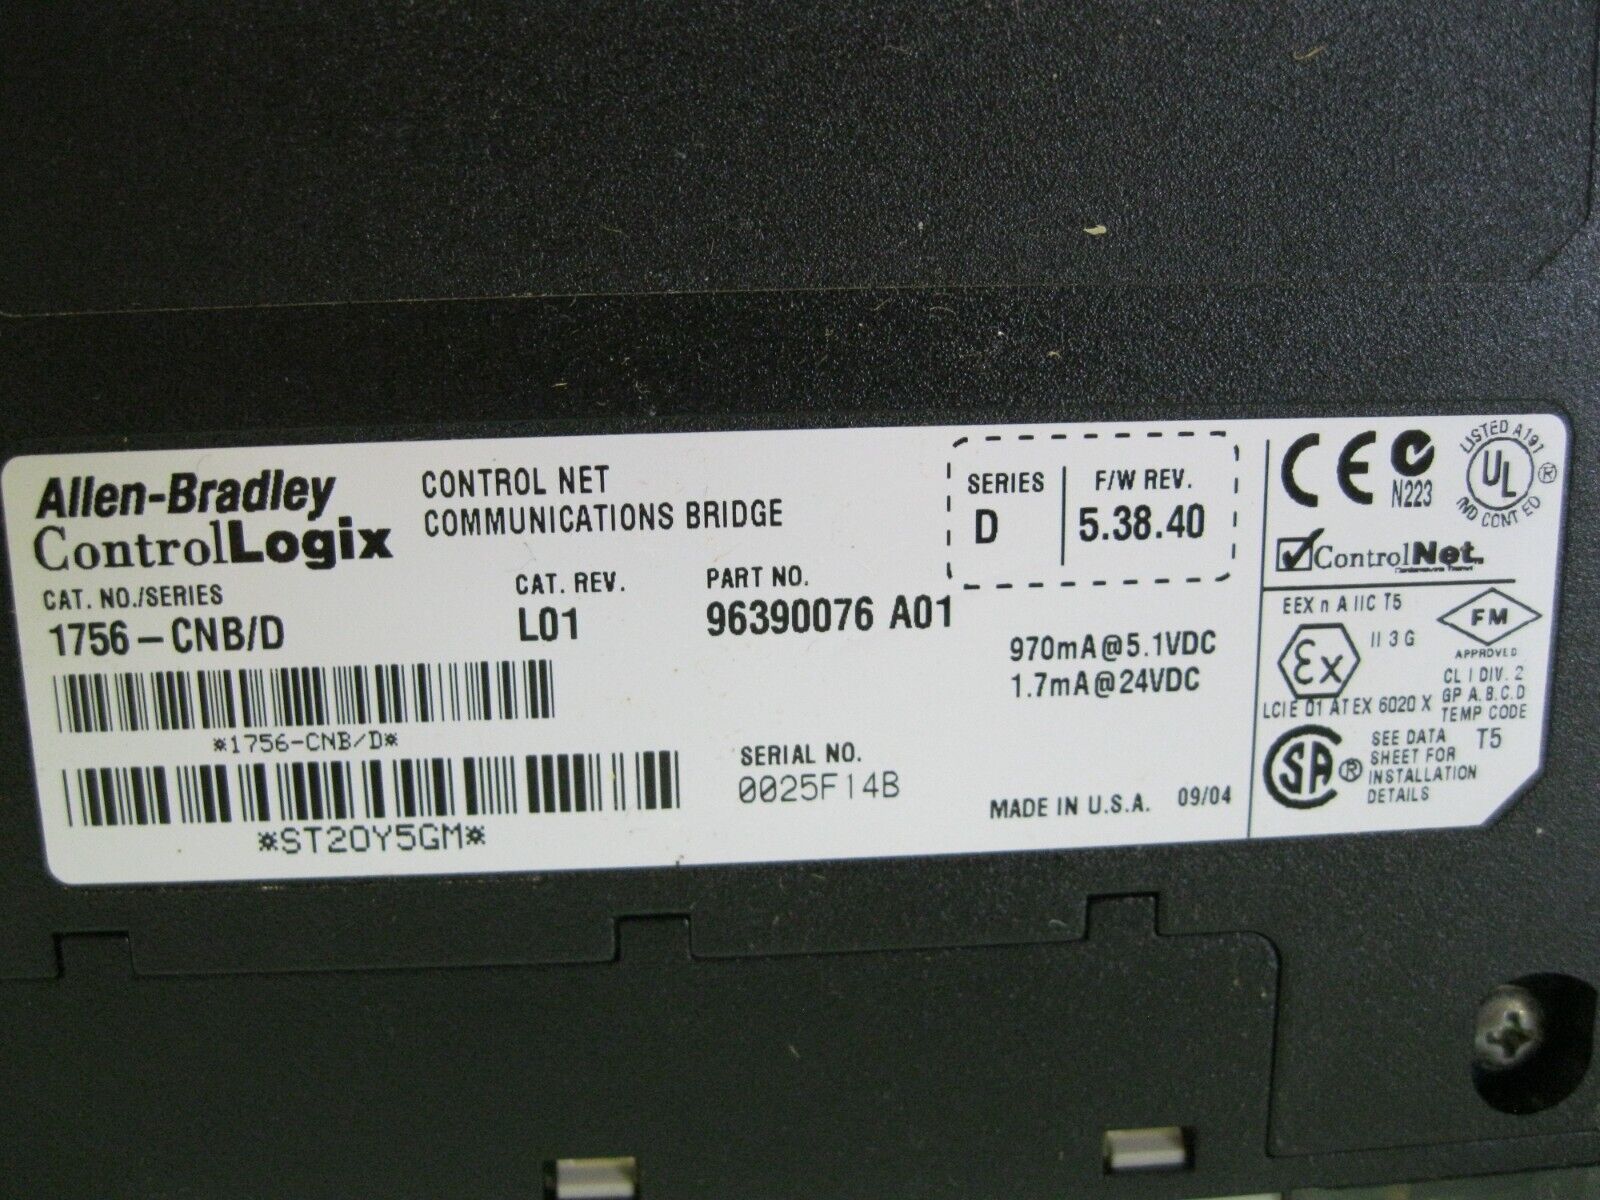 Allen-Bradley
ControlLogix
CONTROL NET
COMMUNICATIONS BRIDGE
SERIES
D
F/W REV.
5.38.40
CAT. NO./SERIES
1756-CNB/D
CAT. REV.
L01
PART NO.
96390076 A01
970mA@5.1VDC
1.7mA@24VDC
*1756-CNB/D*
*ST20Y5GM*
SERIAL NO.
0025F14B
MADE IN U.S.A. 09/04
CE
N223
LISTED A191
UL
IND CONT EQ
®
ControlNet
EEX n A IIC T5
Ex
II 3 G
LCIE 01 ATEX 6020 X
FM
APPROVED
CL I DIV. 2
GP A,B,C,D
TEMP CODE
T5
SA ®
SEE DATA
SHEET FOR
INSTALLATION
DETAILS